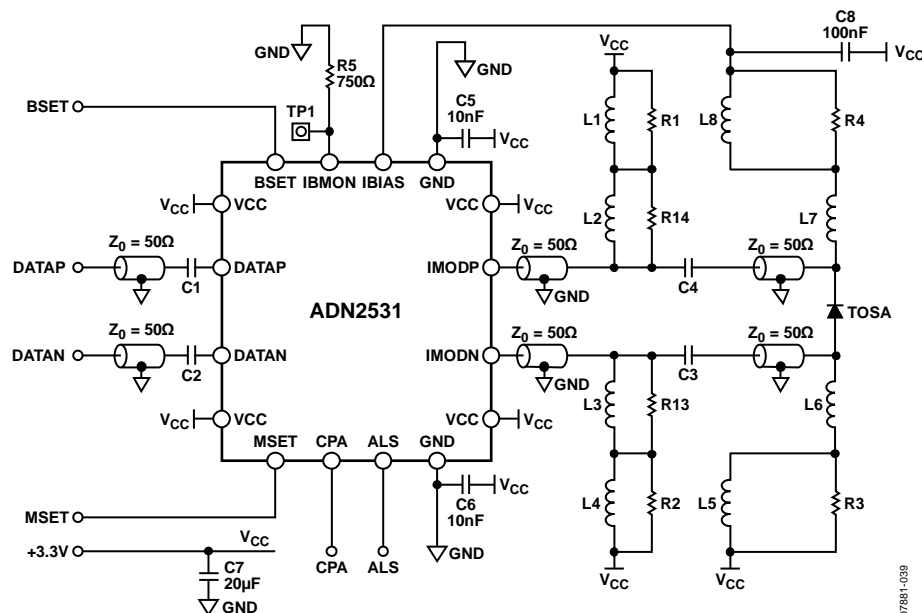 C8
100nF
VCC
GND
R5
750Ω
VCC
GND
C5
10nF
VCC
L1
R1
L8
R4
BSET
TP1
BSET
IBMON
IBIAS
GND
VCC
VCC
VCC
VCC
L2
R14
L7
Z0 = 50Ω
DATAP
C1
DATAP
IMODP
Z0 = 50Ω
GND
C4
Z0 = 50Ω
ADN2531
TOSA
Z0 = 50Ω
DATAN
C2
DATAN
IMODN
Z0 = 50Ω
GND
C3
Z0 = 50Ω
VCC
VCC
VCC
VCC
L3
R13
L6
MSET
CPA
ALS
GND
C6
10nF
VCC
GND
L4
R2
L5
R3
MSET
+3.3V
VCC
C7
20µF
GND
CPA
ALS
VCC
VCC
07881-039